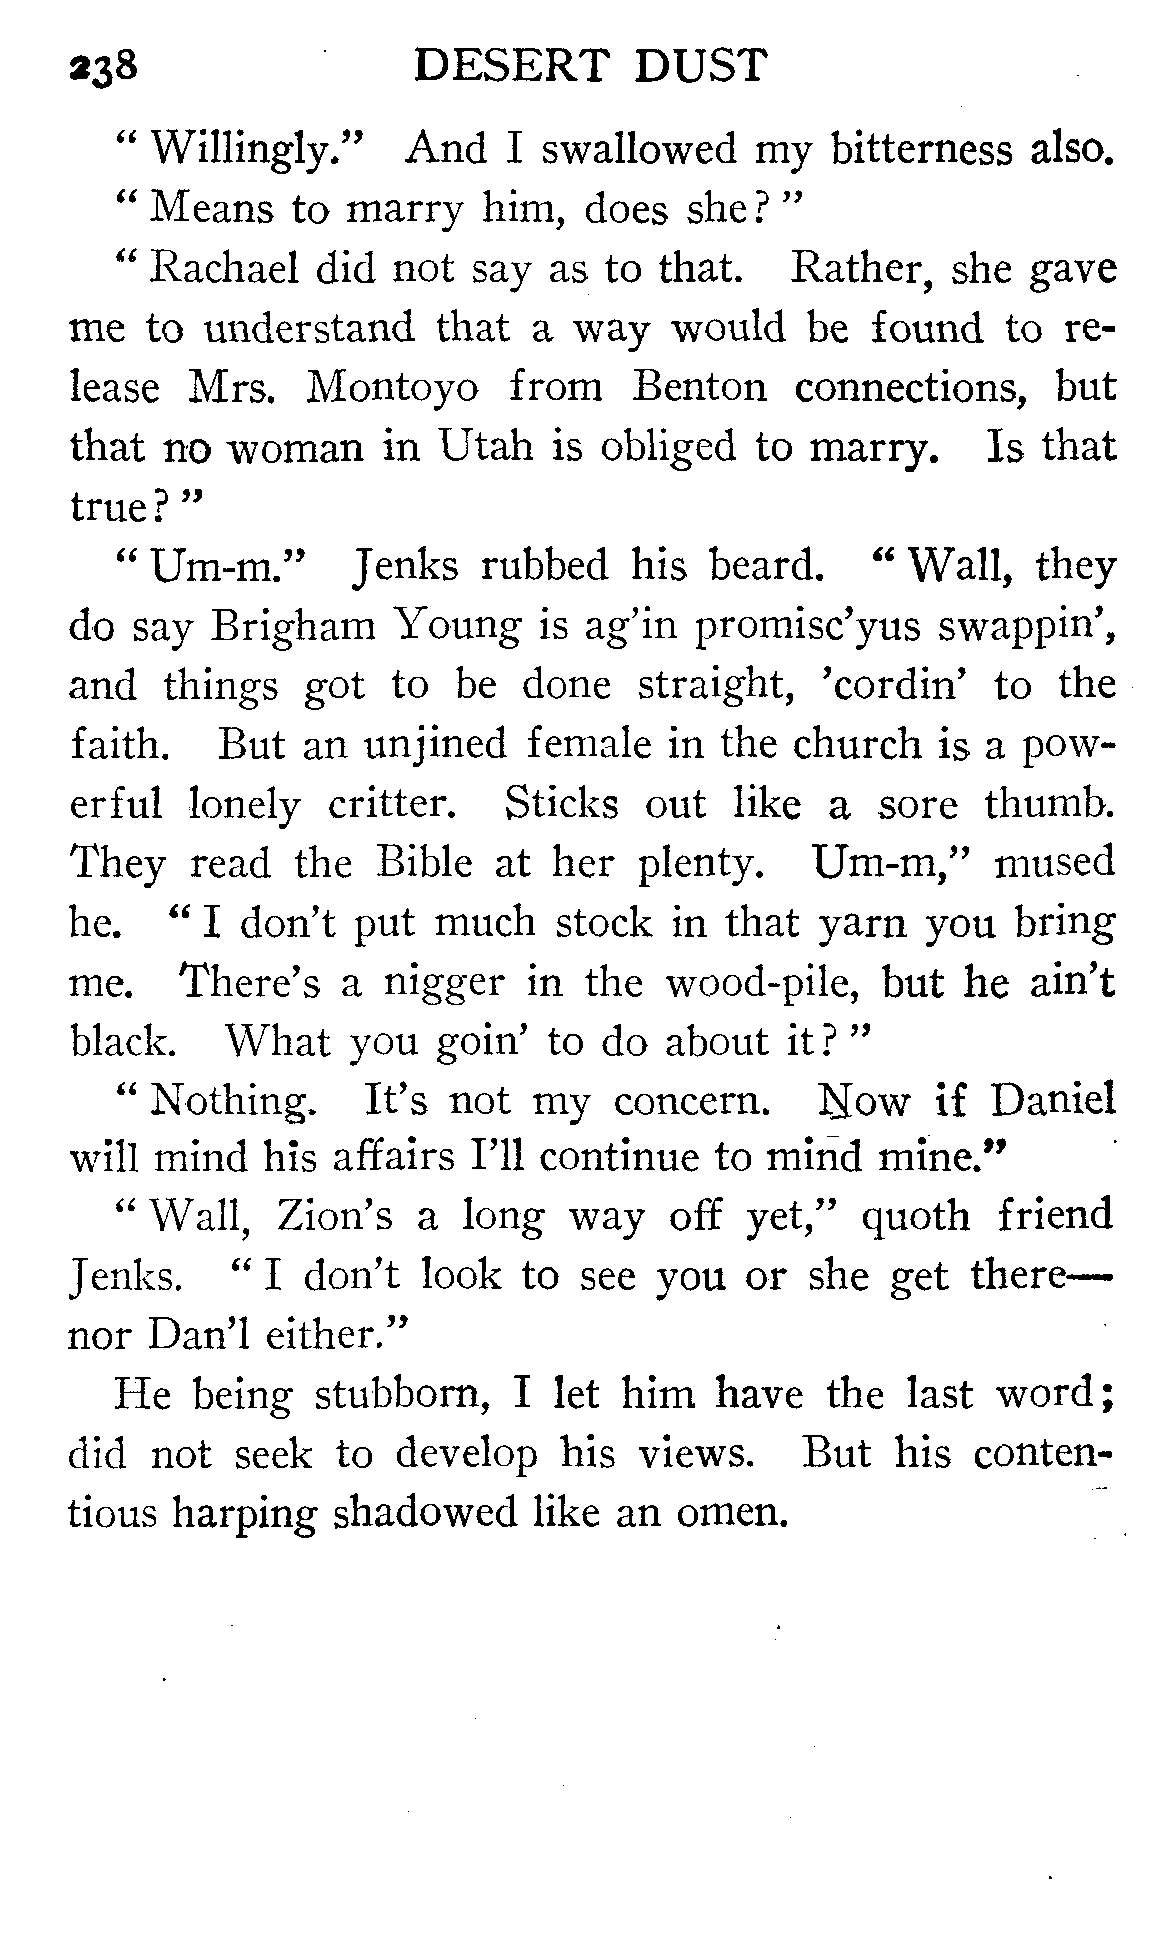 238 DESERT DUST
“ Willingly.” And I swallowed my bitterness also.
“ Means to marry him, does she? ”
“ Rachael did not say as to that. Rather, she gave
me to understand that a way would be found to re-
lease Mrs. Montoyo from Benton connections, but
that no woman in Utah is obliged to marry. Is that
true? ”
“ Um-m.” Jenks rubbed his beard. “ Wall, they
do say Brigham Young is ag’in promisc’yus swappin’,
and things got to be done straight, ’cordin’ to the
faith. But an unjined female in the church is a pow-
erful lonely critter. Sticks out like a sore thumb.
They read the Bible at her plenty. Um-m,” mused
he. “ I don’t put much stock in that yarn you bring
me. There’s a nigger in the wood-pile, but he ain’t
black. What you goin’ to do about it? ”
“ Nothing. It’s not my concern. Now if Daniel
will mind his affairs I’ll continue to mind mine.”
“ Wall, Zion’s a long way off yet,” quoth friend
Jenks. “ I don’t look to see you or she get there—
nor Dan’l either.”
He being stubborn, I let him have the last word;
did not seek to develop his views. But his conten-
tious harping shadowed like an omen.